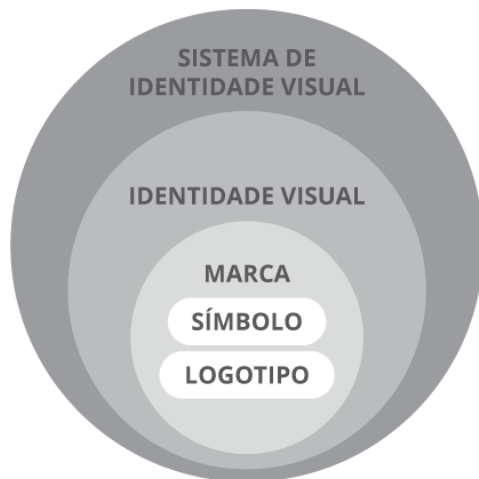 SISTEMA DE
IDENTIDADE VISUAL
IDENTIDADE VISUAL
MARCA
SÍMBOLO
LOGOTIPO